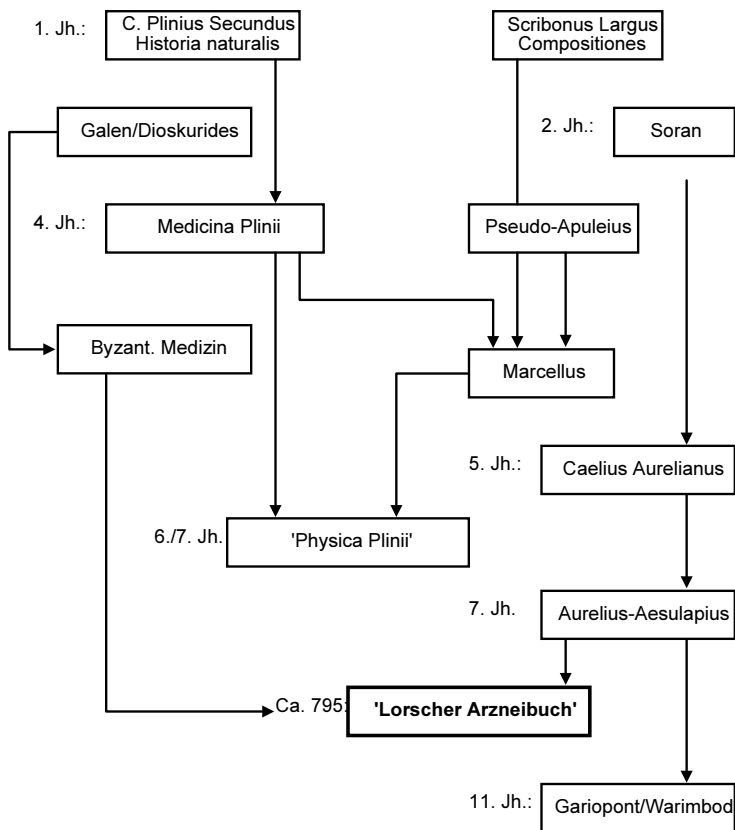 1. Jh.:
C. Plinius Secundus
Historia naturalis
Scribonus Largus
Compositiones
Galen/Dioskurides
2. Jh.:
Soran
4. Jh.:
Medicina Plinii
Pseudo-Apuleius
Byzant. Medizin
Marcellus
5. Jh.:
Caelius Aurelianus
6./7. Jh.
'Physica Plinii'
7. Jh.
Aurelius-Aesulapius
Ca. 795:
'Lorscher Arzneibuch'
11. Jh.:
Gariopont/Warimbod